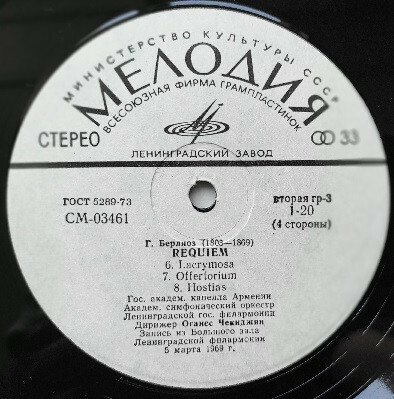 МИНИСТЕРСТВО КУЛЬТУРЫ СССР
МЕЛОДИЯ
ВСЕСОЮЗНАЯ ФИРМА ГРАМПЛАСТИНОК
СТЕРЕО
33
ЛЕНИНГРАДСКИЙ ЗАВОД
ГОСТ 5289-73
СМ-03461
вторая гр-3
1-20
(4 стороны)
Г. Берлиоз (1803—1869)
REQUIEM
6. Lacrymosa
7. Offertorium
8. Hostias
Гос. академ. капелла Армении
Академ. симфонический оркестр
Ленинградской гос. филармонии
Дирижер Оганес Чекиджян
Запись из Большого зала
Ленинградской филармонии
5 марта 1969 г.